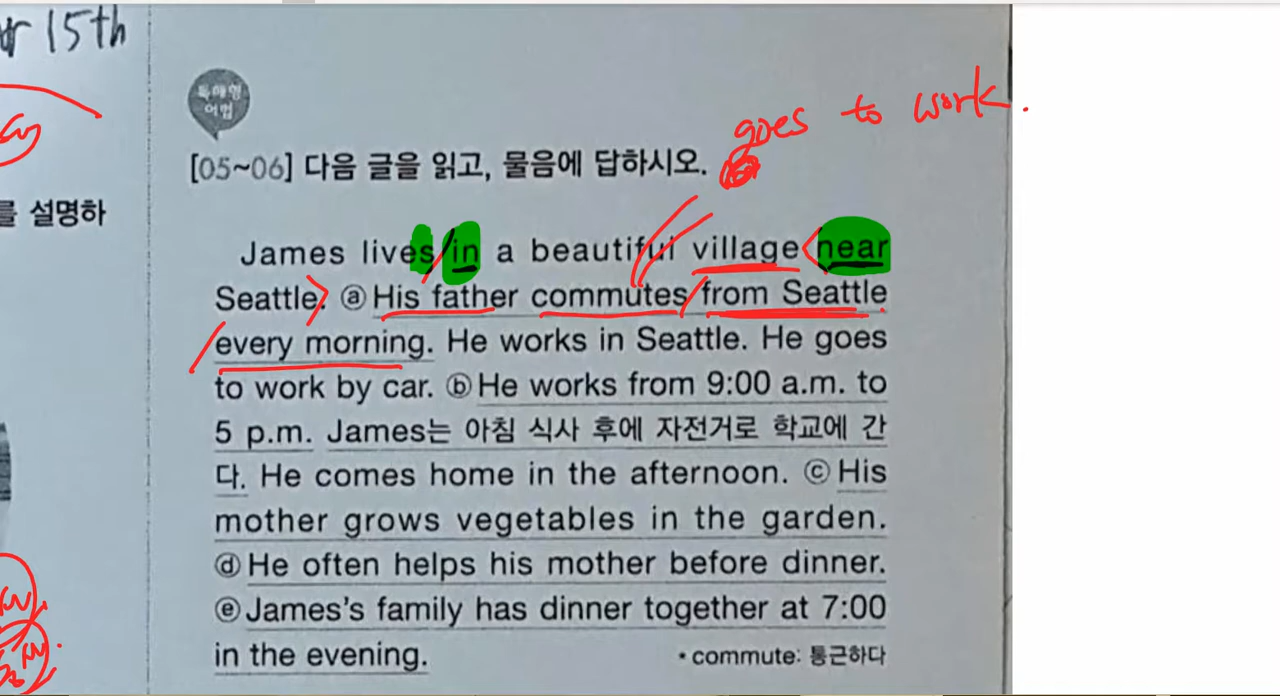 15th
특해행
어법
goes to work.
[05~06] 다음 글을 읽고, 물음에 답하시오.
를 설명하
James lives in a beautiful village near
Seattle. ⓐ His father commutes from Seattle
every morning. He works in Seattle. He goes
to work by car. ⓑ He works from 9:00 a.m. to
5 p.m. James는 아침 식사 후에 자전거로 학교에 간
다. He comes home in the afternoon. ⓒ His
mother grows vegetables in the garden.
ⓓ He often helps his mother before dinner.
ⓔ James's family has dinner together at 7:00
in the evening.
* commute: 통근하다